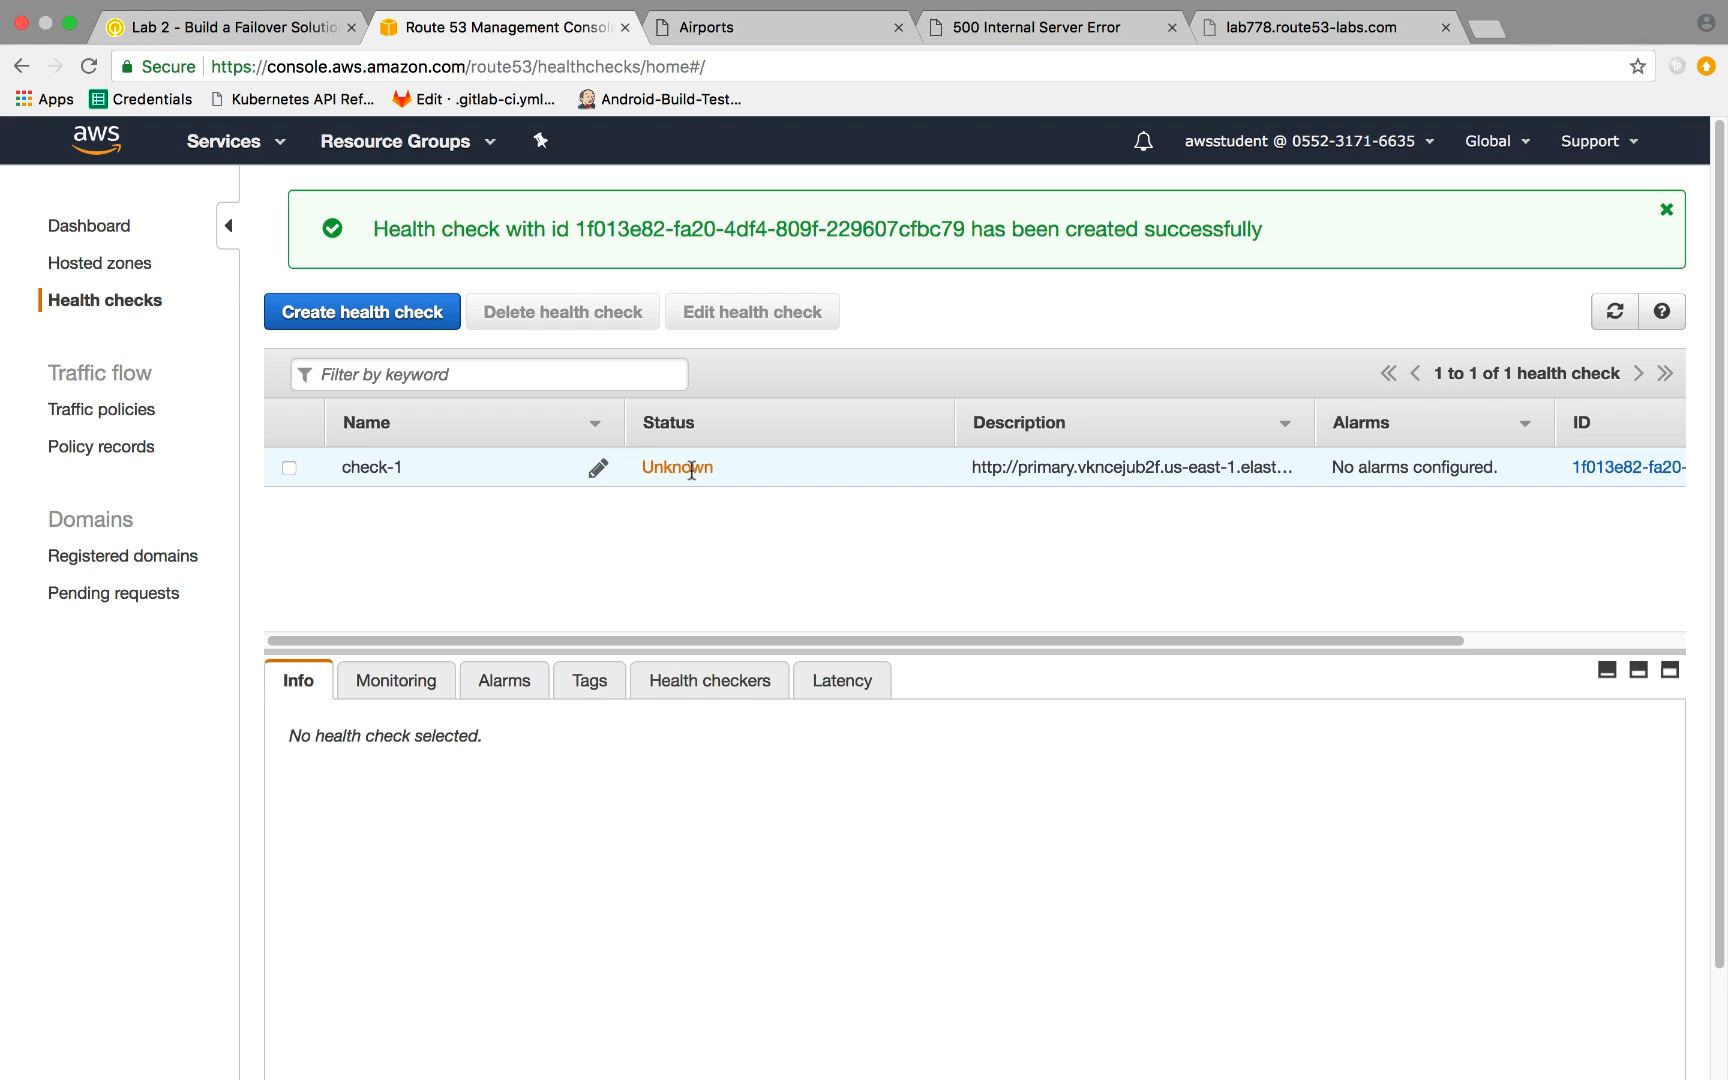 Lab 2 - Build a Failover Solutio
Route 53 Management Consol
Airports
500 Internal Server Error
lab778.route53-labs.com
Secure
https://console.aws.amazon.com/route53/healthchecks/home#/
Apps
Credentials
Kubernetes API Ref...
Edit · .gitlab-ci.yml...
Android-Build-Test...
aws
Services
Resource Groups
awsstudent @ 0552-3171-6635
Global
Support
Dashboard
Hosted zones
Health checks
Traffic flow
Traffic policies
Policy records
Domains
Registered domains
Pending requests
Health check with id 1f013e82-fa20-4df4-809f-229607cfbc79 has been created successfully
Create health check
Delete health check
Edit health check
Filter by keyword
1 to 1 of 1 health check
Name
Status
Description
Alarms
ID
check-1
Unknown
http://primary.vkncejub2f.us-east-1.elast...
No alarms configured.
1f013e82-fa20-
Info
Monitoring
Alarms
Tags
Health checkers
Latency
No health check selected.